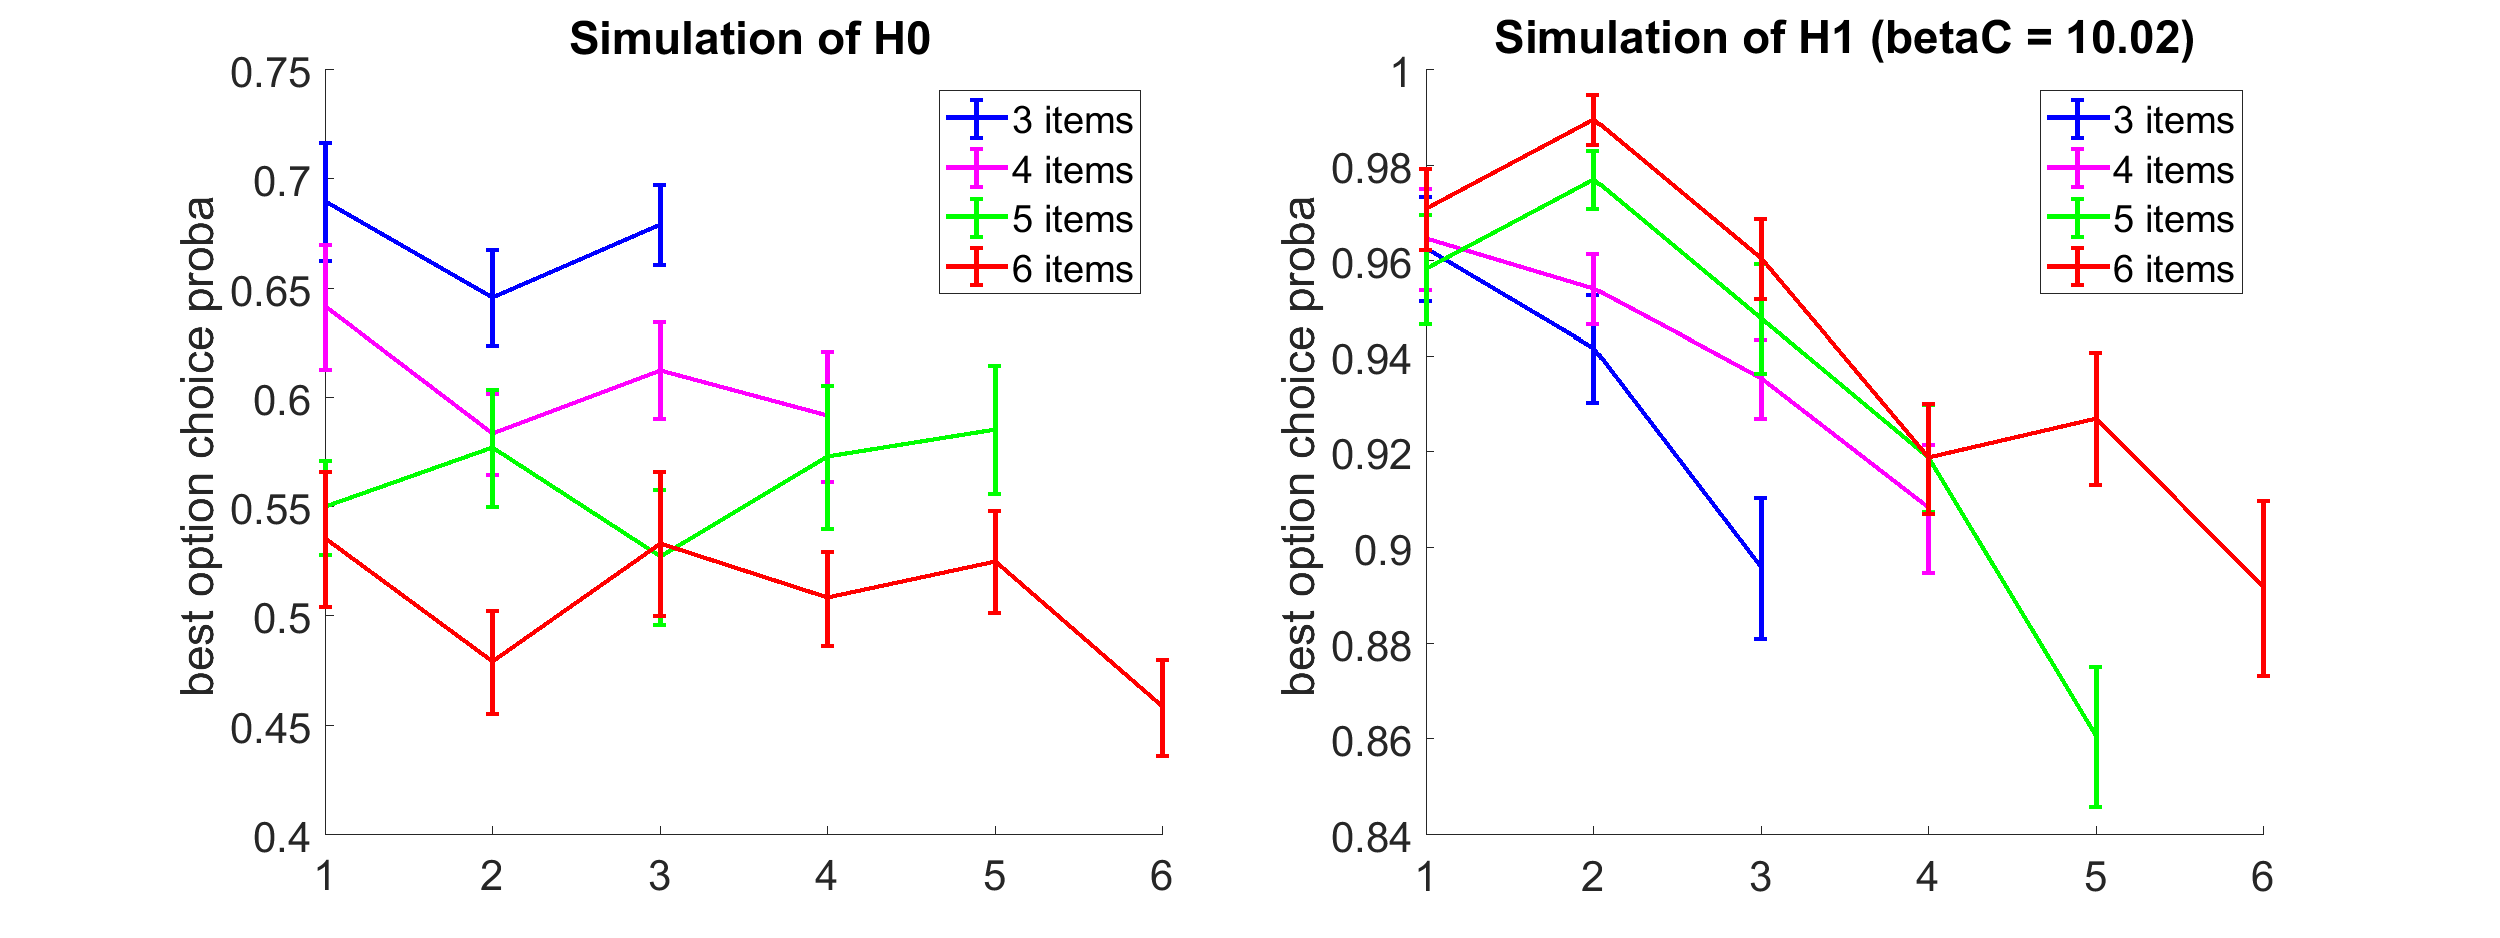 Simulation of H0
0.75
0.7
0.65
0.6
0.55
0.5
0.45
0.4
best option choice proba
1 2 3 4 5 6
3 items
4 items
5 items
6 items
Simulation of H1 (betaC = 10.02)
1
0.98
0.96
0.94
0.92
0.9
0.88
0.86
0.84
best option choice proba
1 2 3 4 5 6
3 items
4 items
5 items
6 items